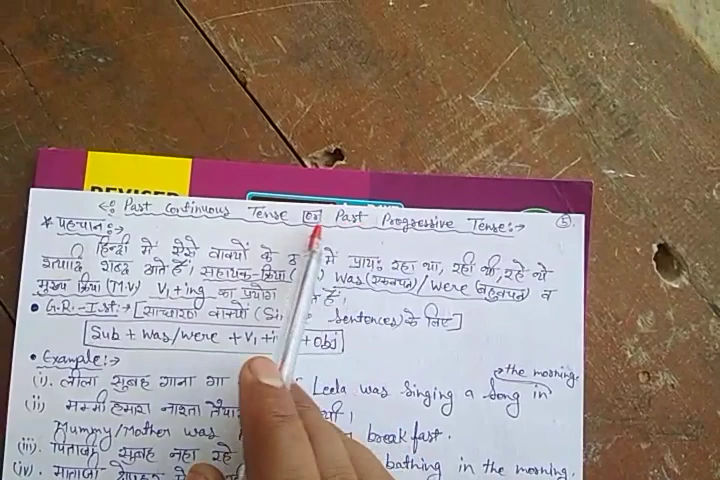 REVISED
Past Continuous Tense or Past Progressive Tense:→ ⑤
* पहचान:→
हिन्दी में ऐसे वाक्यों के में प्रायः रहा था, रही थी, रहे थे
इत्यादि शब्द आते हैं। सहायक-क्रिया ( ) Was (एकवचन)/were (बहुवचन) व
मुख्य क्रिया (M.V) V₁+ing का प्रयोग हैं।
• G.R.-Ist:→ [साधारण वाक्यों ( Sentences) के लिए]
Sub + was/were + V₁ + + obj
• Example:→
(i). लीला सुबह गाना गा Leela was singing a song in the morning.
(ii) मम्मी हमारा नाश्ता थी।
Mummy/Mother was breakfast.
(iii). पिताजी सुबह नहा रहे bathing in the morning.
(iv). माताजी